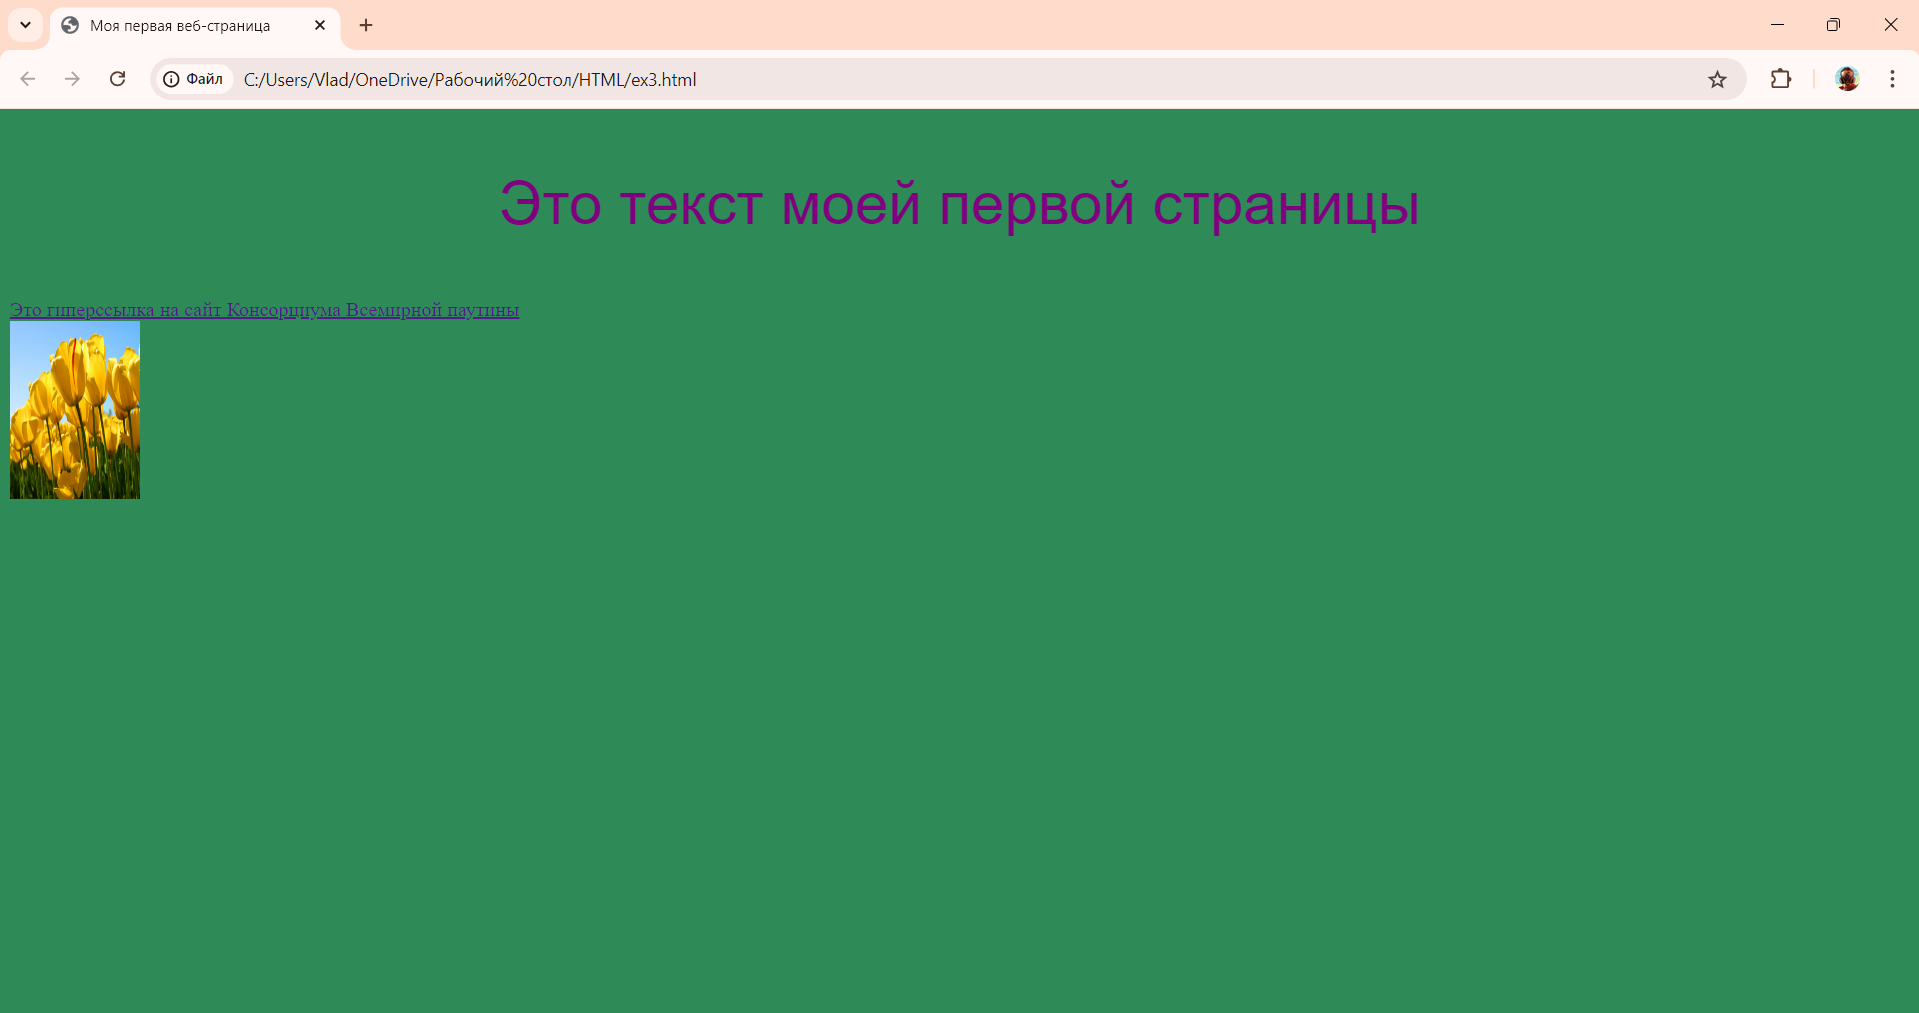 Моя первая веб-страница
Файл C:/Users/Vlad/OneDrive/Рабочий%20стол/HTML/ex3.html
Это текст моей первой страницы
Это гиперссылка на сайт Консорциума Всемирной паутины